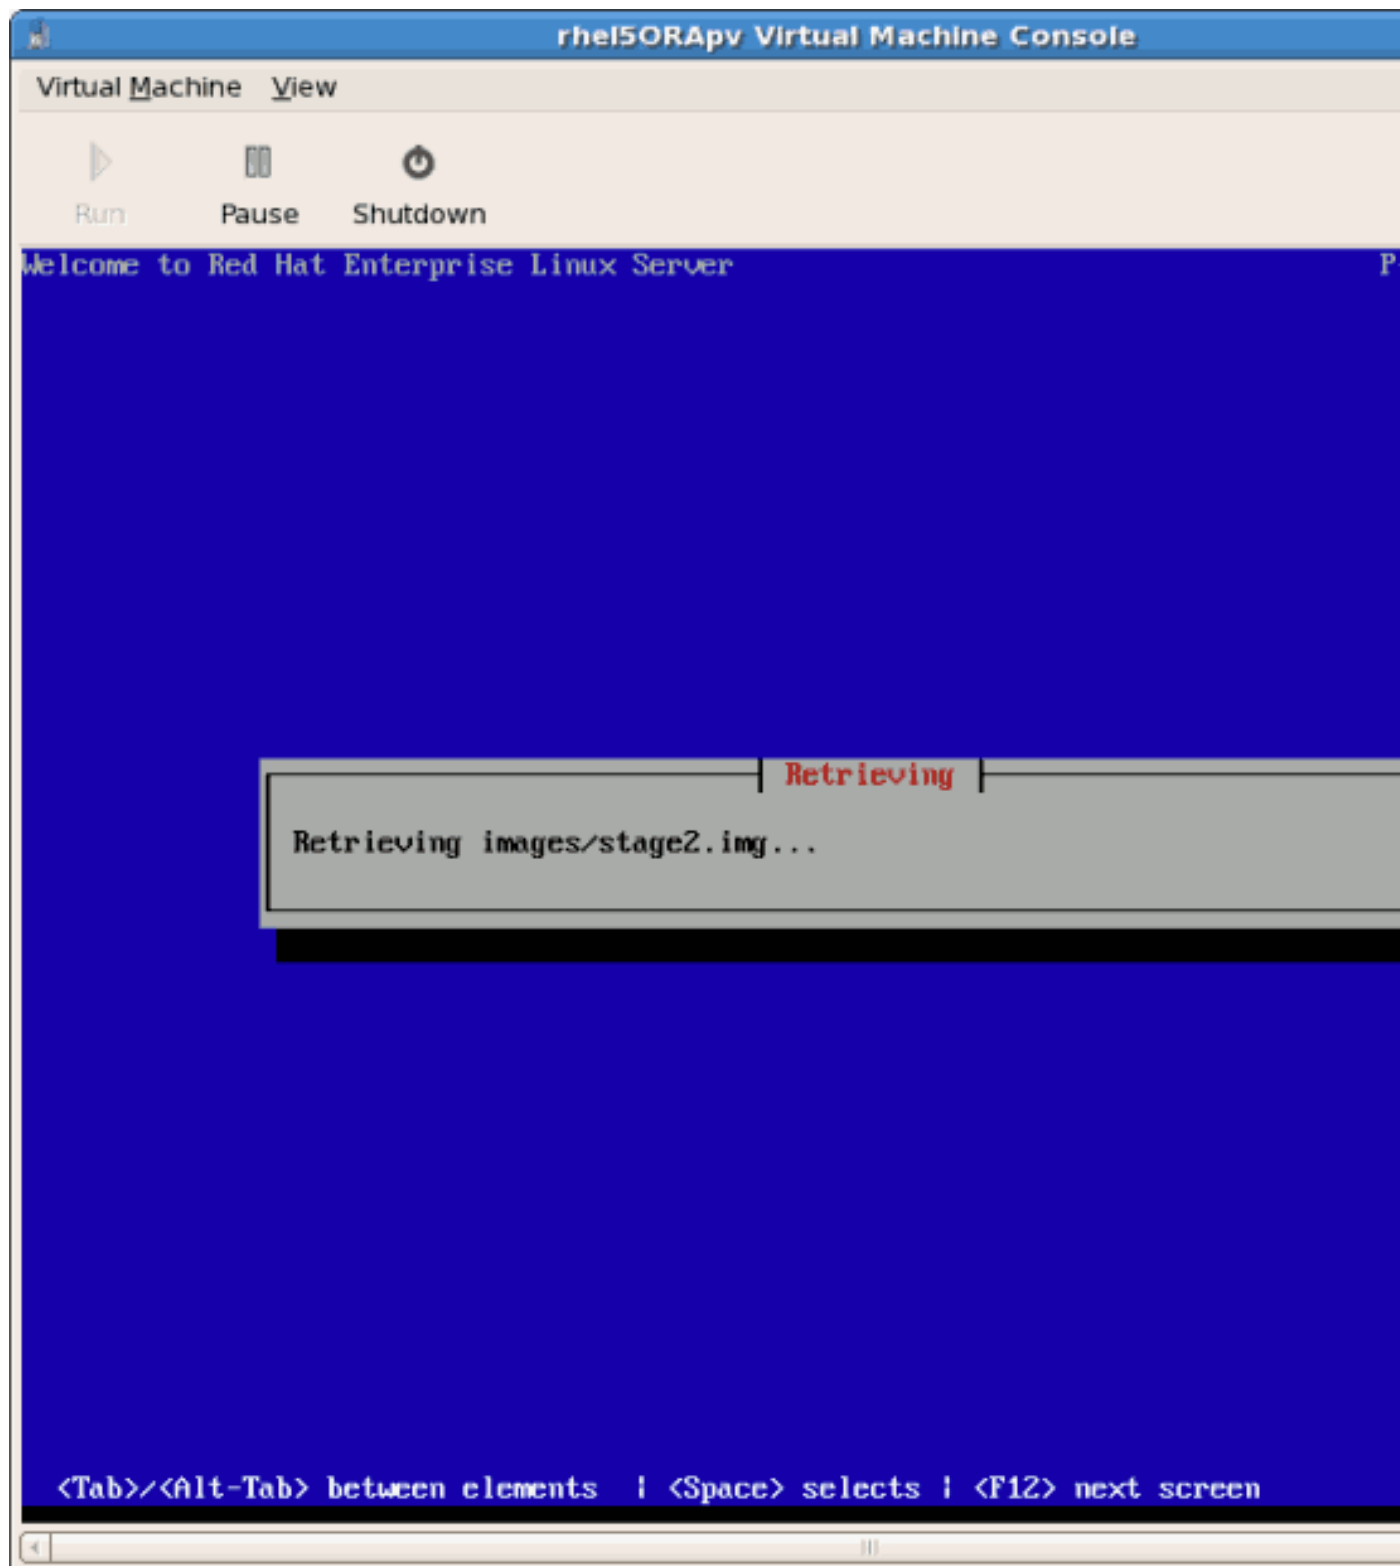 rhel5ORApv Virtual Machine Console
Virtual Machine View
Run Pause Shutdown
Welcome to Red Hat Enterprise Linux Server
Retrieving
Retrieving images/stage2.img...
<Tab>/<Alt-Tab> between elements | <Space> selects | <F12> next screen